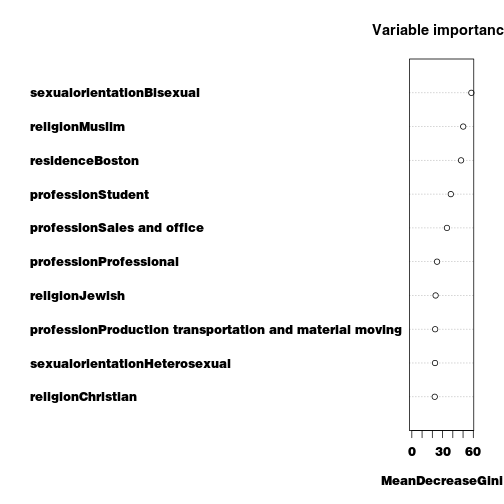 Variable importanc
sexualorientationBisexual
religionMuslim
residenceBoston
professionStudent
professionSales and office
professionProfessional
religionJewish
professionProduction transportation and material moving
sexualorientationHeterosexual
religionChristian
0 30 60
MeanDecreaseGini